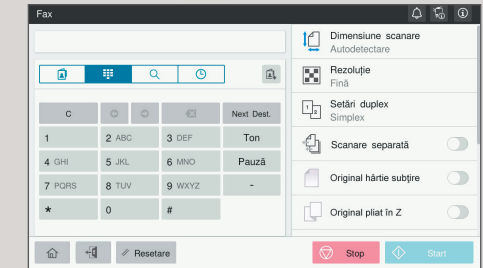 Fax
Dimensiune scanare
Autodetectare
Rezoluție
Fină
Setări duplex
Simplex
Scanare separată
Original hârtie subțire
Original pliat în Z
C
Next Dest.
1
2 ABC
3 DEF
Ton
4 GHI
5 JKL
6 MNO
Pauză
7 PQRS
8 TUV
9 WXYZ
-
*
0
#
Resetare
Stop
Start